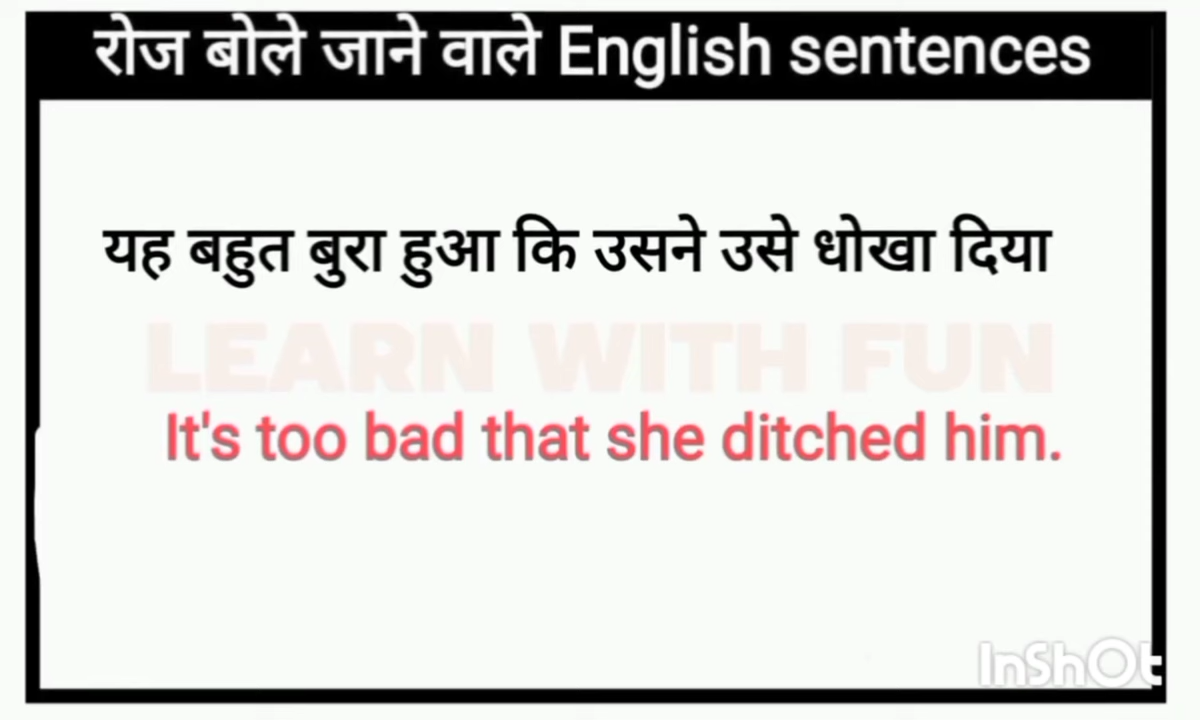 रोज बोले जाने वाले English sentences
यह बहुत बुरा हुआ कि उसने उसे धोखा दिया
LEARN WITH FUN
It's too bad that she ditched him.
InShOt